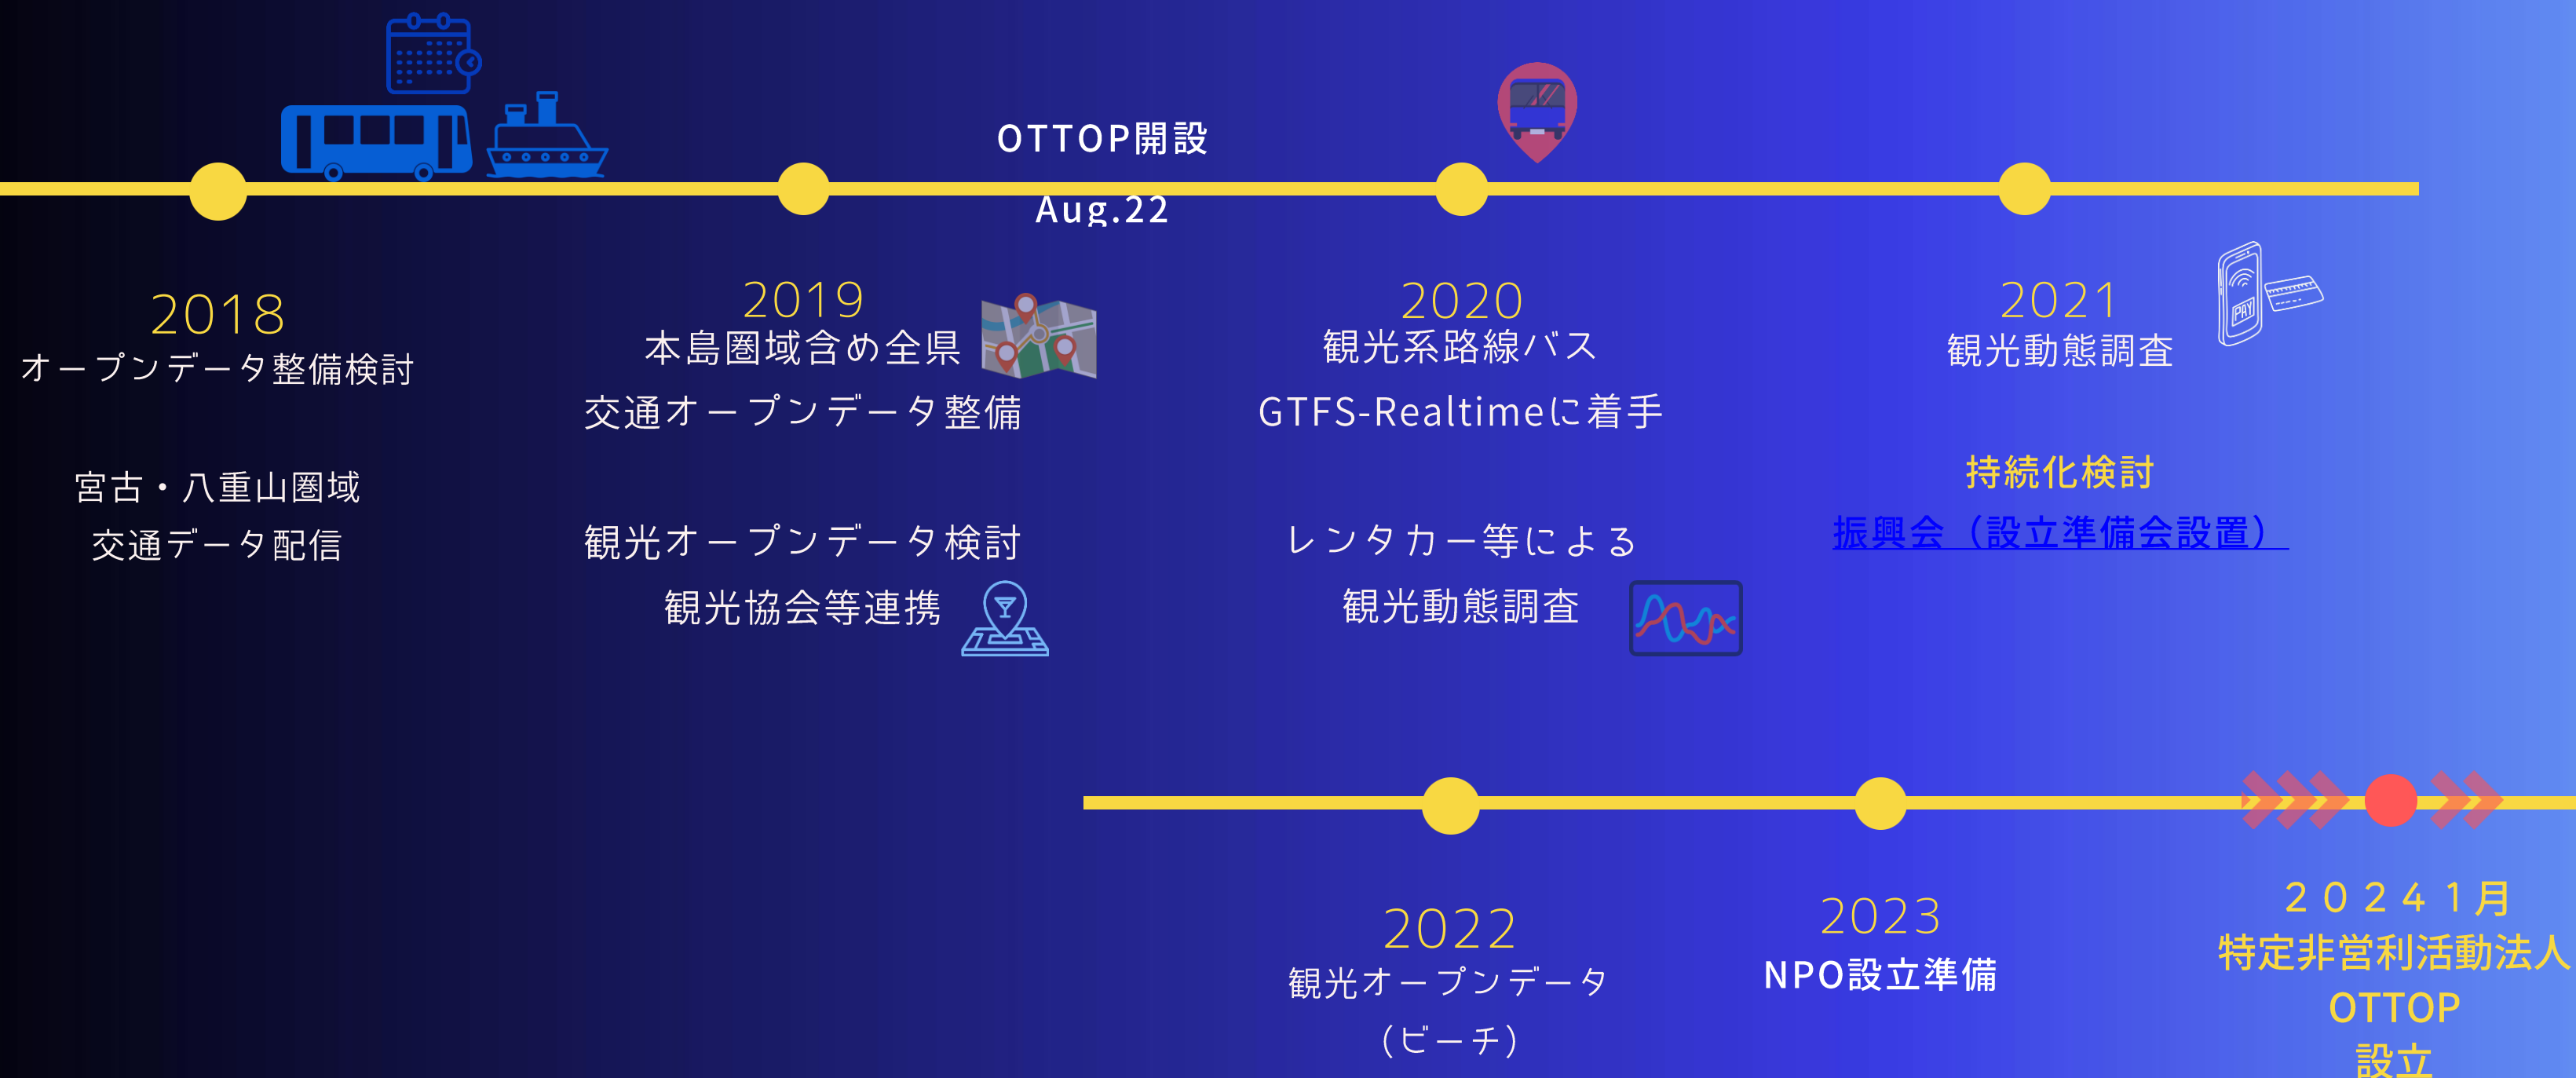 OTTOP開設
Aug.22
2018
オープンデータ整備検討
宮古・八重山圏域
交通データ配信
2019
本島圏域含め全県
交通オープンデータ整備
観光オープンデータ検討
観光協会等連携
2020
観光系路線バス
GTFS-Realtimeに着手
レンタカー等による
観光動態調査
2021
観光動態調査
PAY
持続化検討
振興会（設立準備会設置）
2022
観光オープンデータ
（ビーチ）
2023
NPO設立準備
２０２４1月
特定非営利活動法人
OTTOP
設立